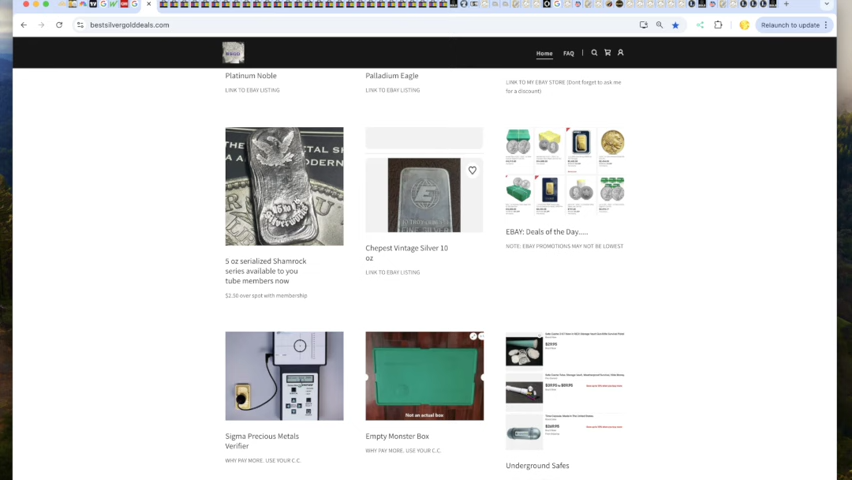 bestsilvergolddeals.com
Relaunch to update
Home
FAQ
Platinum Noble
LINK TO EBAY LISTING
Palladium Eagle
LINK TO EBAY LISTING
LINK TO MY EBAY STORE (Dont forget to ask me
for a discount)
5 oz serialized Shamrock
series available to you
tube members now
$2.50 over spot with membership
Chepest Vintage Silver 10
oz
LINK TO EBAY LISTING
EBAY: Deals of the Day.....
NOTE: EBAY PROMOTIONS MAY NOT BE LOWEST
Sigma Precious Metals
Verifier
WHY PAY MORE. USE YOUR C.C.
Not an actual box
Empty Monster Box
WHY PAY MORE. USE YOUR C.C.
Underground Safes